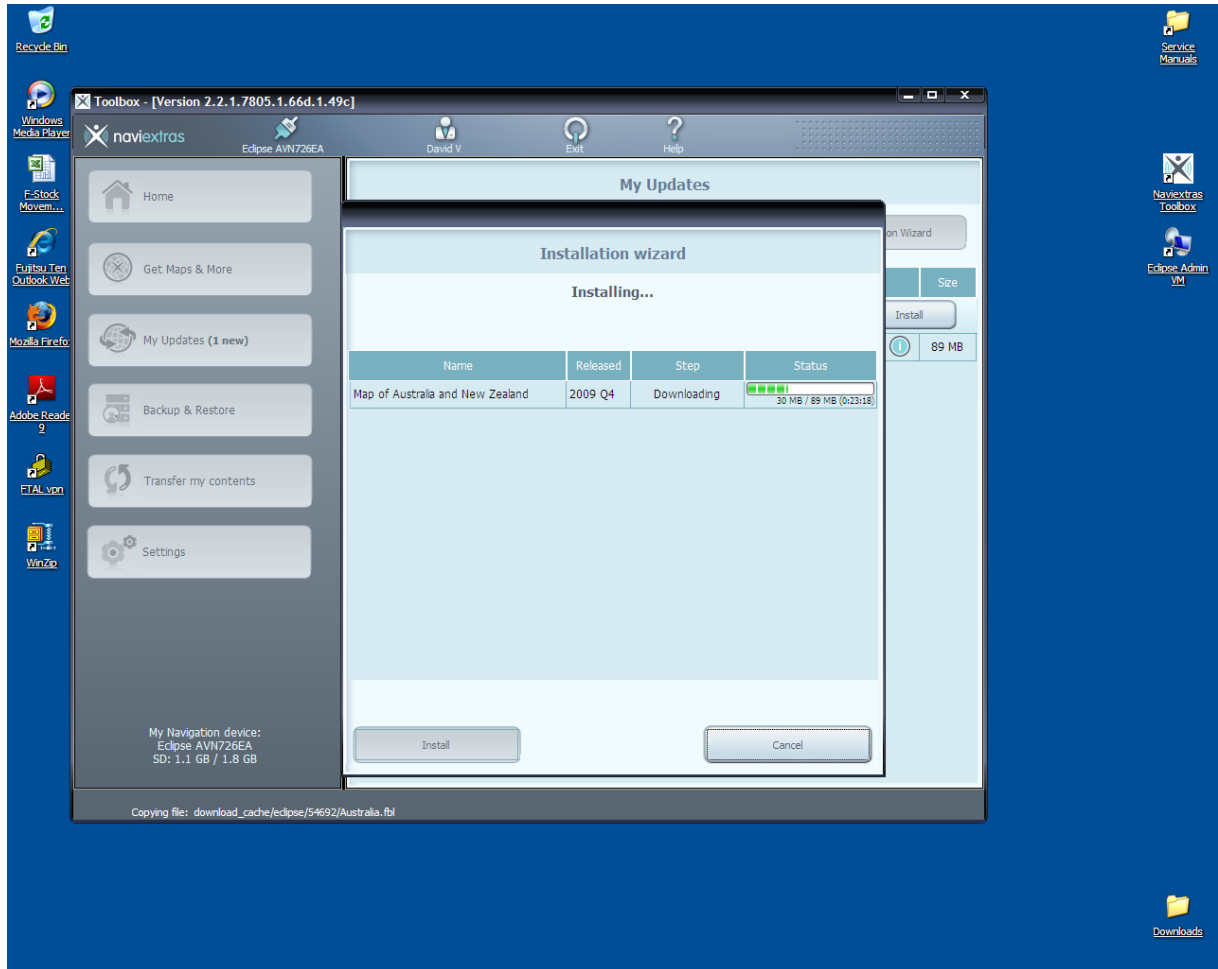 Recycle Bin
Service
Manuals
Windows
Media Player
F-Stock
Movem...
Fujitsu Ten
Outlook Web
Mozilla Firefo
Adobe Reade
9
FTAL vpn
WinZip
Toolbox - [Version 2.2.1.7805.1.66d.1.49c]
naviextras
Eclipse AVN726EA
David V
Exit
Help
Home
Get Maps & More
My Updates (1 new)
Backup & Restore
Transfer my contents
Settings
My Navigation device:
Eclipse AVN726EA
SD: 1.1 GB / 1.8 GB
My Updates
on Wizard
Size
Install
89 MB
Installation wizard
Installing...
Name Released Step Status
Map of Australia and New Zealand 2009 Q4 Downloading
30 MB / 89 MB (0:23:18)
Install
Cancel
Copying file: download_cache/eclipse/54692/Australia.fbl
Naviextras
Toolbox
Eclipse Admin
VM
Downloads